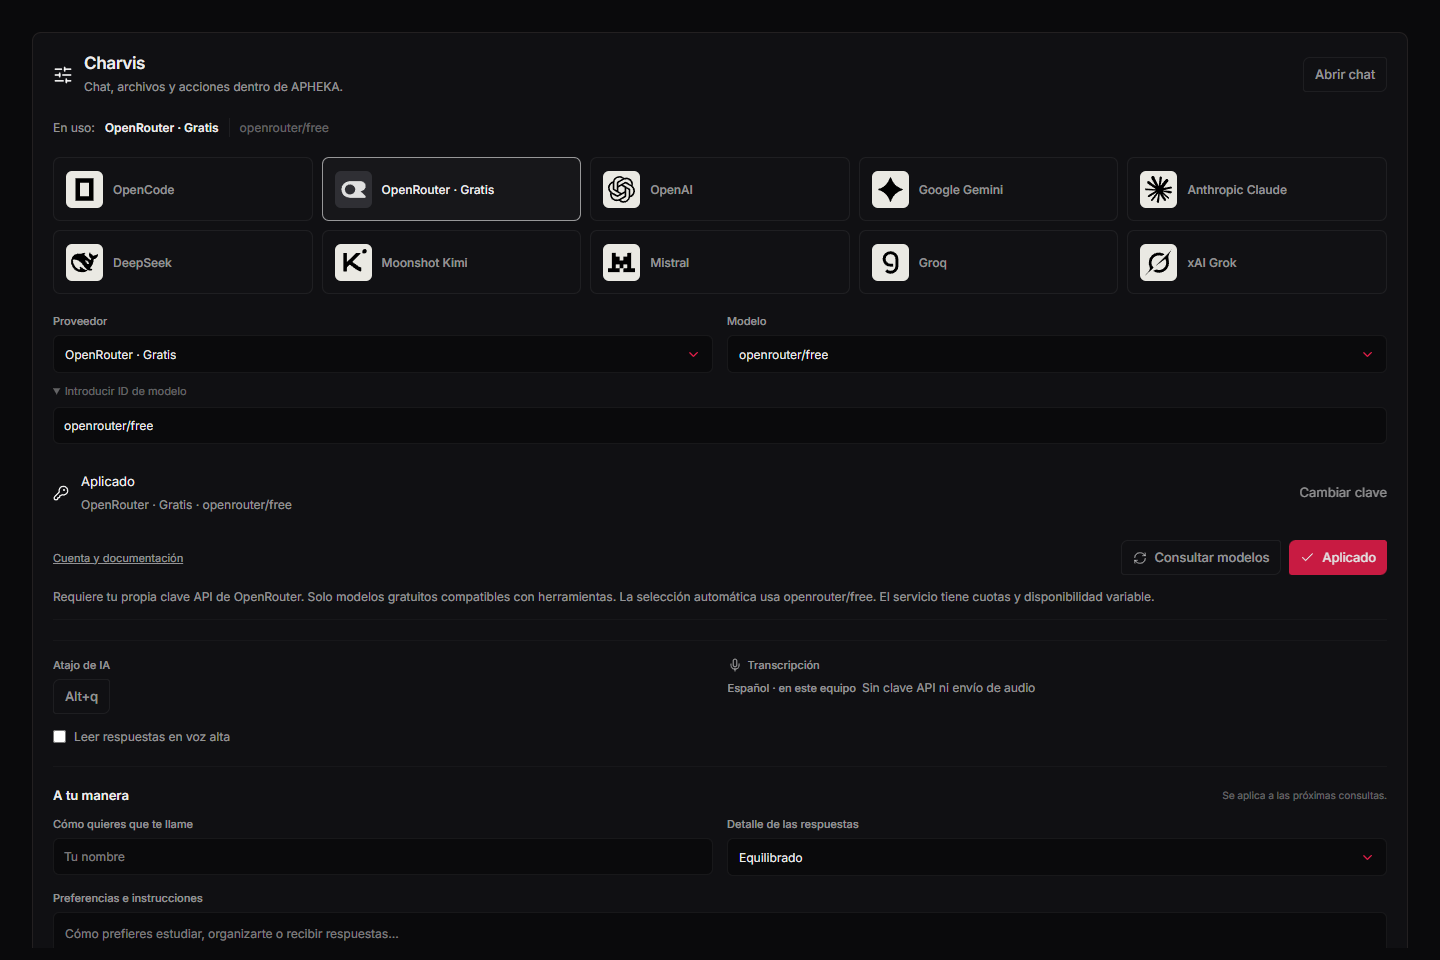 Charvis
Chat, archivos y acciones dentro de APHEKA.
Abrir chat
En uso: OpenRouter · Gratis openrouter/free
OpenCode
OpenRouter · Gratis
OpenAI
Google Gemini
Anthropic Claude
DeepSeek
Moonshot Kimi
Mistral
Groq
xAI Grok
Proveedor
OpenRouter · Gratis
Modelo
openrouter/free
Introducir ID de modelo
openrouter/free
Aplicado
OpenRouter · Gratis · openrouter/free
Cambiar clave
Cuenta y documentación
Consultar modelos
Aplicado
Requiere tu propia clave API de OpenRouter. Solo modelos gratuitos compatibles con herramientas. La selección automática usa openrouter/free. El servicio tiene cuotas y disponibilidad variable.
Atajo de IA
Alt+q
Leer respuestas en voz alta
Transcripción
Español · en este equipo Sin clave API ni envío de audio
A tu manera
Se aplica a las próximas consultas.
Cómo quieres que te llame
Tu nombre
Detalle de las respuestas
Equilibrado
Preferencias e instrucciones
Cómo prefieres estudiar, organizarte o recibir respuestas...